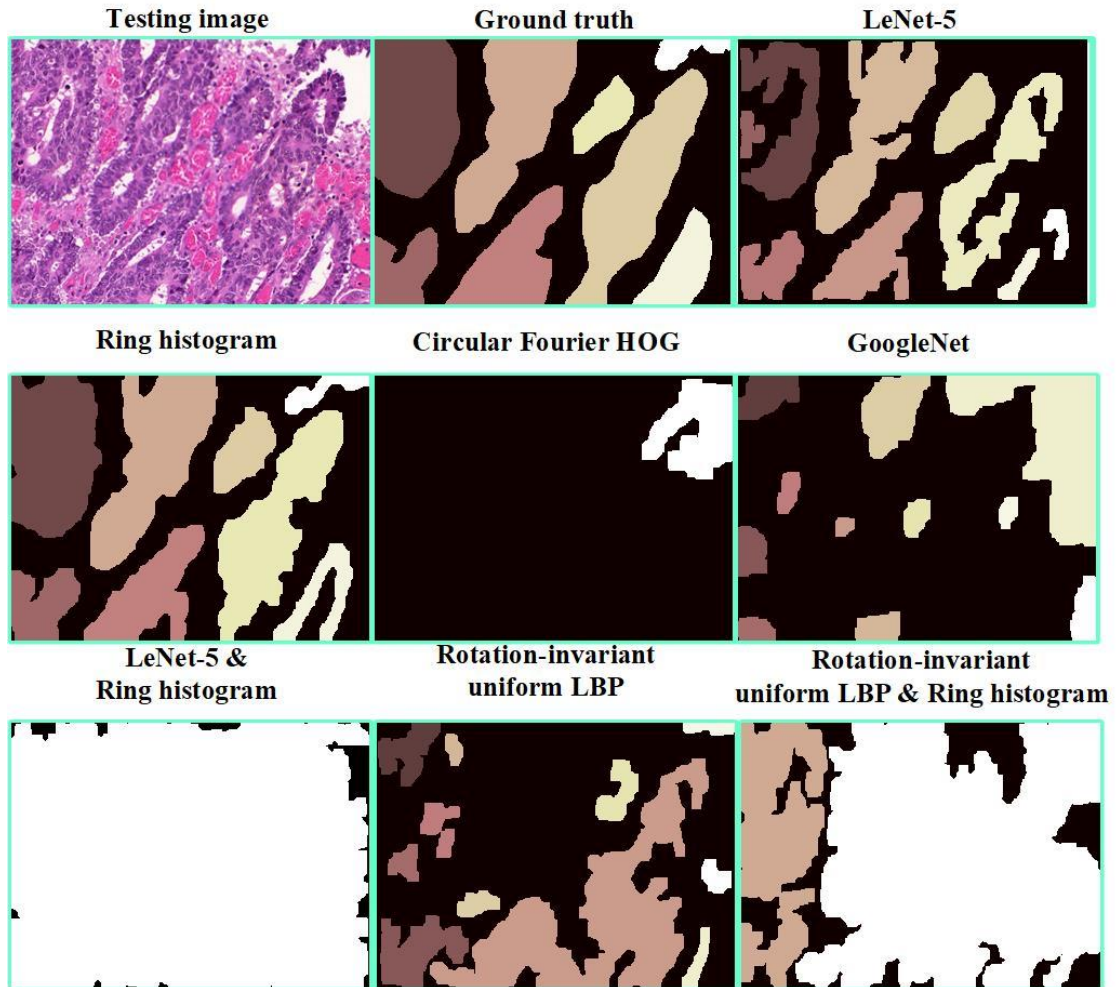 Testing image
Ground truth
LeNet-5
Ring histogram
Circular Fourier HOG
GoogleNet
LeNet-5 &
Ring histogram
Rotation-invariant
uniform LBP
Rotation-invariant
uniform LBP & Ring histogram